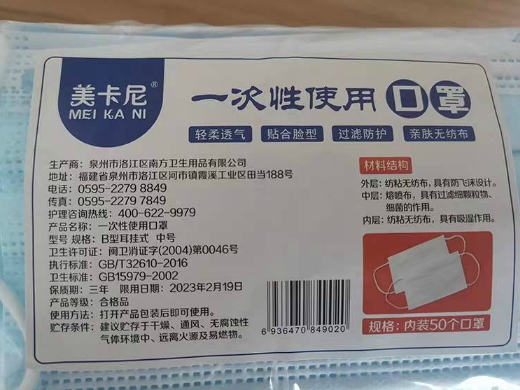 美卡尼®
MEI KA NI
一次性使用口罩
轻柔透气 贴合脸型 过滤防护 亲肤无纺布
生产商：泉州市洛江区南方卫生用品有限公司
地址：福建省泉州市洛江区河市镇霞溪工业区田当188号
电话：0595-2279 8849
传真：0595-2279 7849
护理咨询热线：400-622-9979
产品名称：一次性使用口罩
型号 规格：B型耳挂式 中号
卫生许可证：闽卫消证字(2004)第0046号
执行标准：GB/T32610-2016
卫生标准：GB15979-2002
保质期：三年 限用日期：2023年2月19日
产品等级：合格品
使用方法：打开产品包装后即可使用。
贮存条件：建议贮存于干燥、通风、无腐蚀性
气体环境中、远离火源及易燃物。
6 936470 849020
材料结构
外层：纺粘无纺布，具有防飞沫设计。
中层：熔喷布，具有过滤细颗粒物、
细菌的作用。
内层：纺粘无纺布，具有吸湿作用。
规格：内装50个口罩